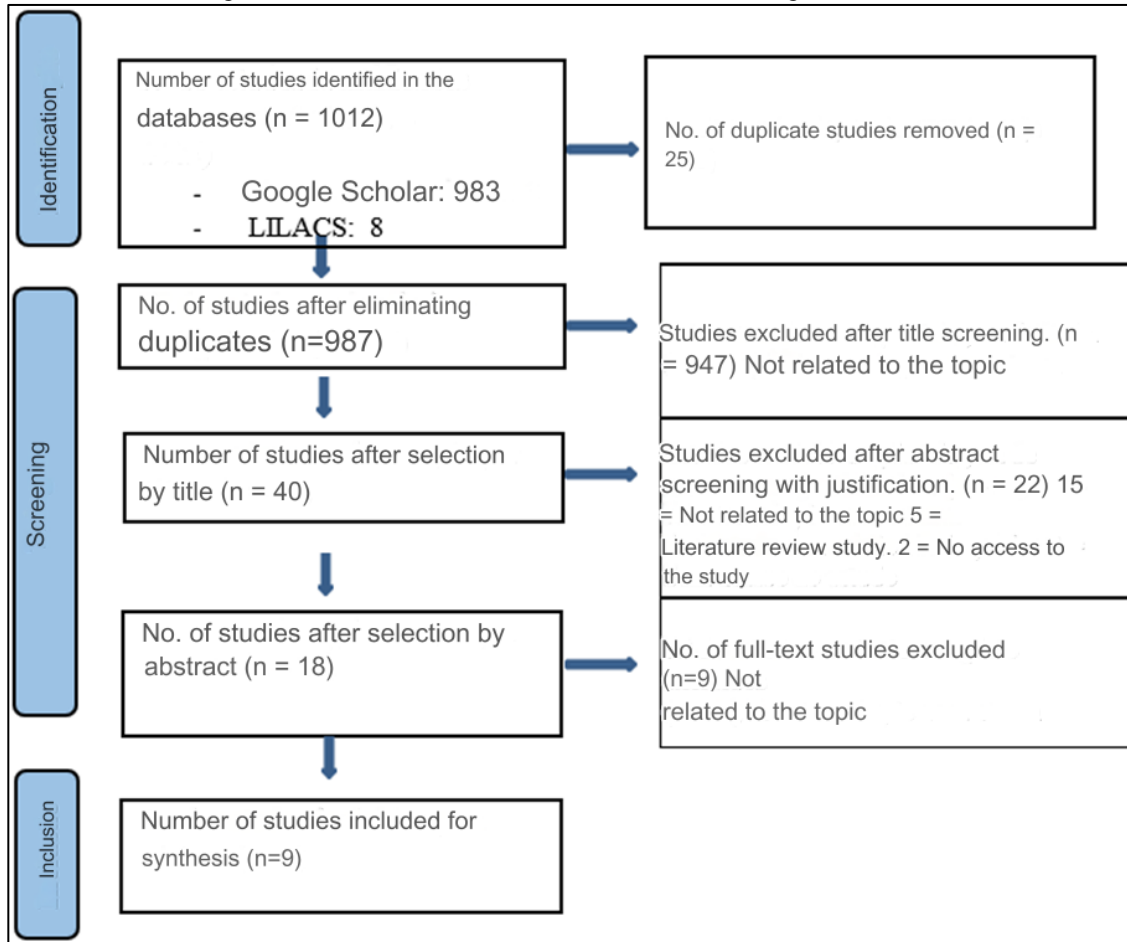 Identification
Number of studies identified in the
databases (n = 1012)
- Google Scholar: 983
- LILACS: 8
No. of duplicate studies removed (n =
25)
Screening
No. of studies after eliminating
duplicates (n=987)
Studies excluded after title screening. (n
= 947) Not related to the topic
Number of studies after selection
by title (n = 40)
Studies excluded after abstract
screening with justification. (n = 22) 15
= Not related to the topic 5 =
Literature review study. 2 = No access to
the study
No. of studies after selection by
abstract (n = 18)
No. of full-text studies excluded
(n=9) Not
related to the topic
Inclusion
Number of studies included for
synthesis (n=9)